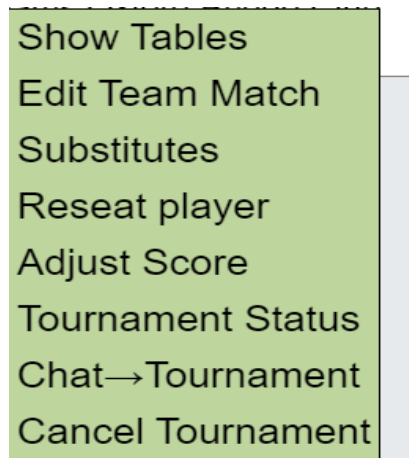 Show Tables
Edit Team Match
Substitutes
Reseat player
Adjust Score
Tournament Status
Chat→Tournament
Cancel Tournament